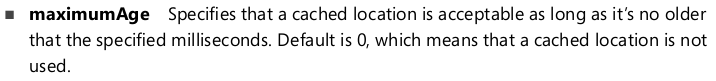 ■ maximumAge Specifies that a cached location is acceptable as long as it's no older
that the specified milliseconds. Default is 0, which means that a cached location is not
used.